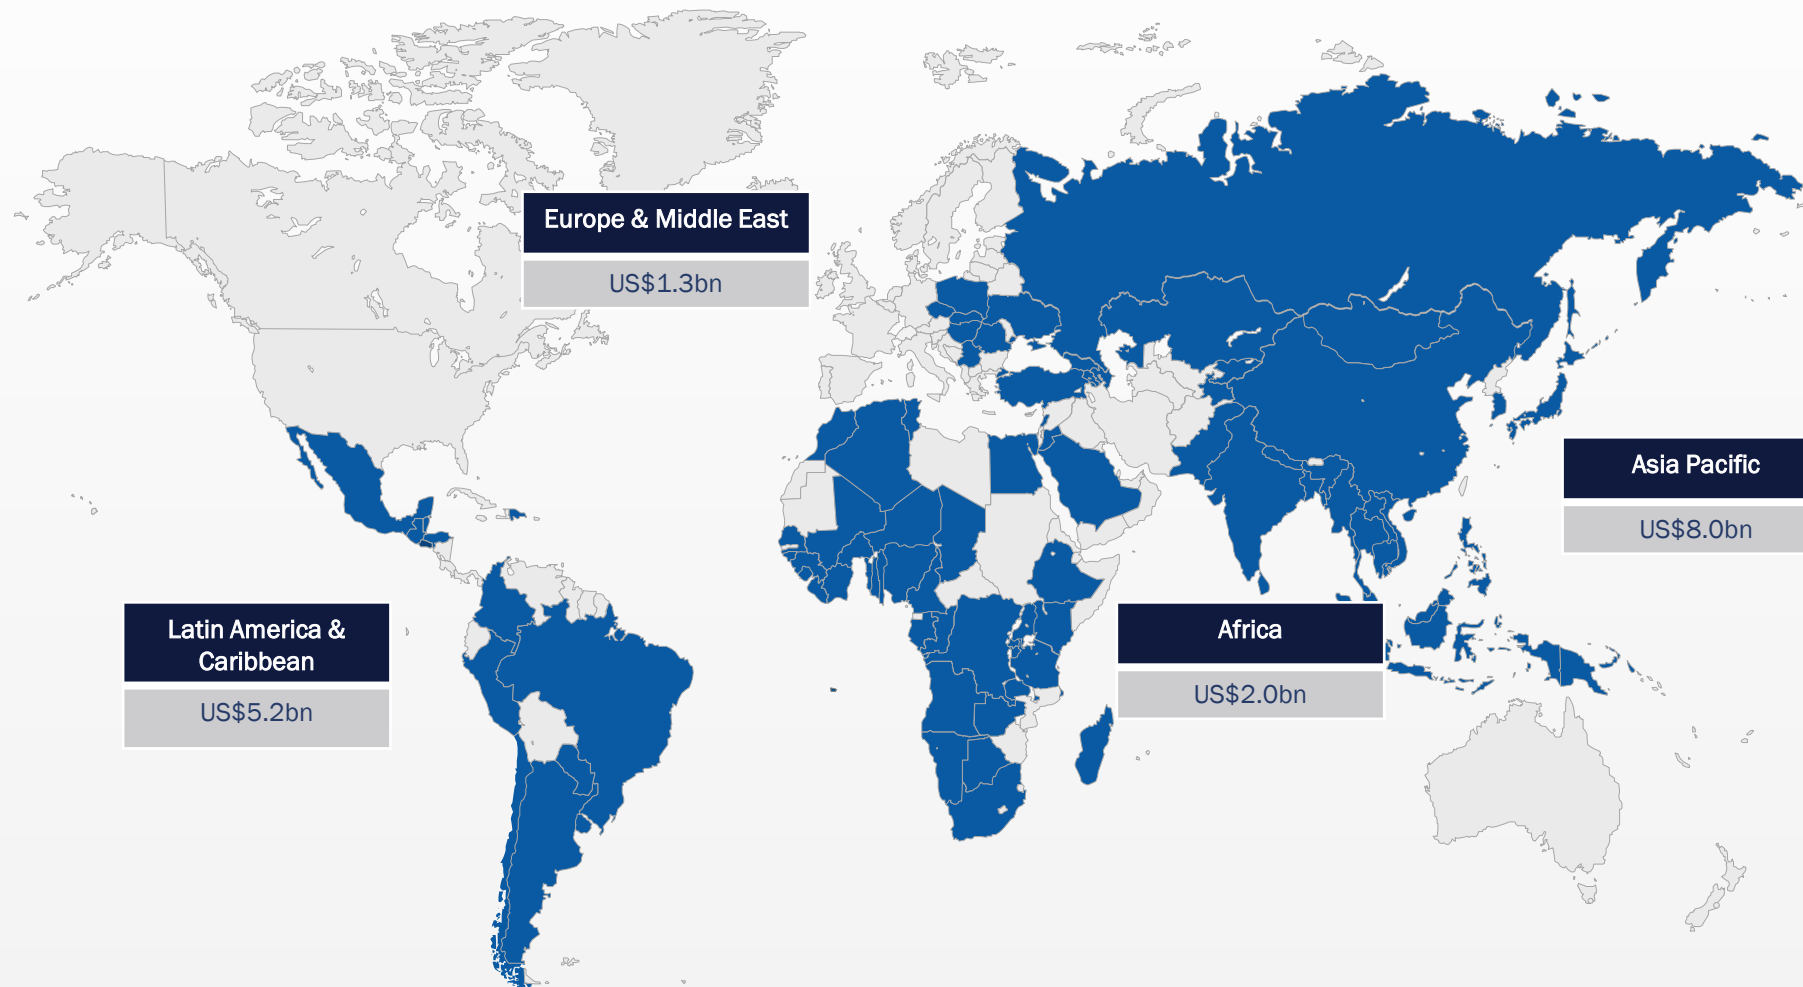 Europe & Middle East
US$1.3bn
Asia Pacific
US$8.0bn
Latin America &
Caribbean
US$5.2bn
Africa
US$2.0bn